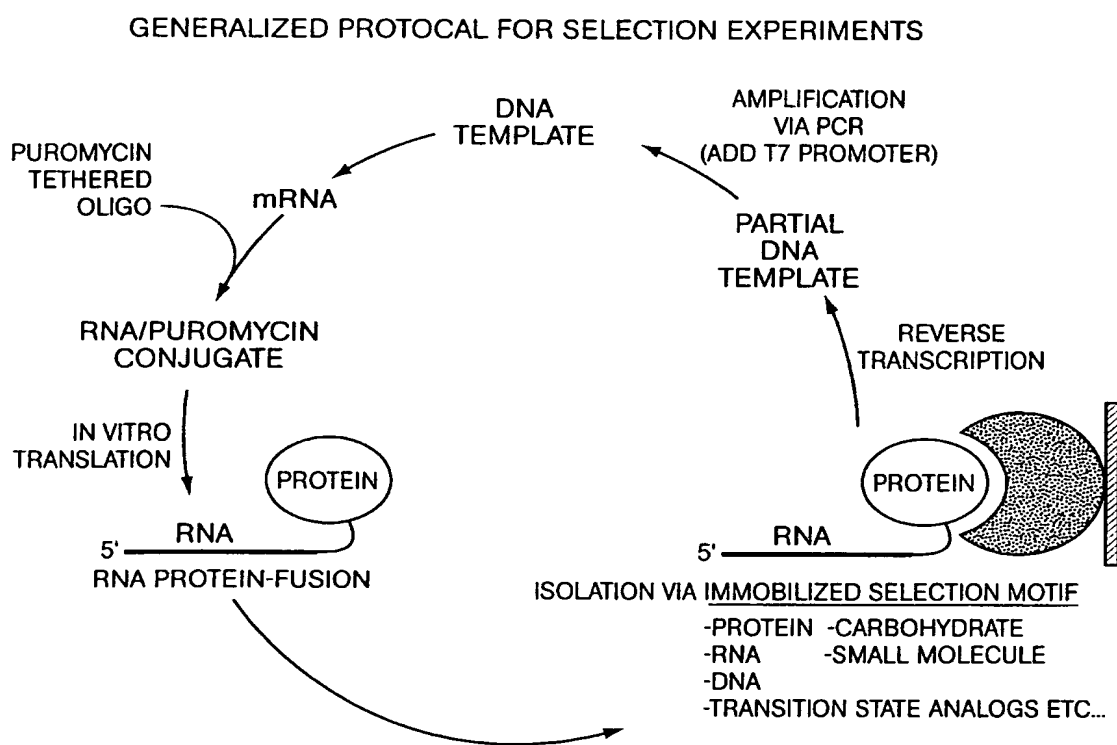 GENERALIZED PROTOCAL FOR SELECTION EXPERIMENTS
DNA
TEMPLATE
AMPLIFICATION
VIA PCR
(ADD T7 PROMOTER)
PUROMYCIN
TETHERED
OLIGO
mRNA
PARTIAL
DNA
TEMPLATE
RNA/PUROMYCIN
CONJUGATE
REVERSE
TRANSCRIPTION
IN VITRO
TRANSLATION
PROTEIN
RNA
5'
RNA PROTEIN-FUSION
PROTEIN
RNA
5'
ISOLATION VIA IMMOBILIZED SELECTION MOTIF
-PROTEIN -CARBOHYDRATE
-RNA -SMALL MOLECULE
-DNA
-TRANSITION STATE ANALOGS ETC...